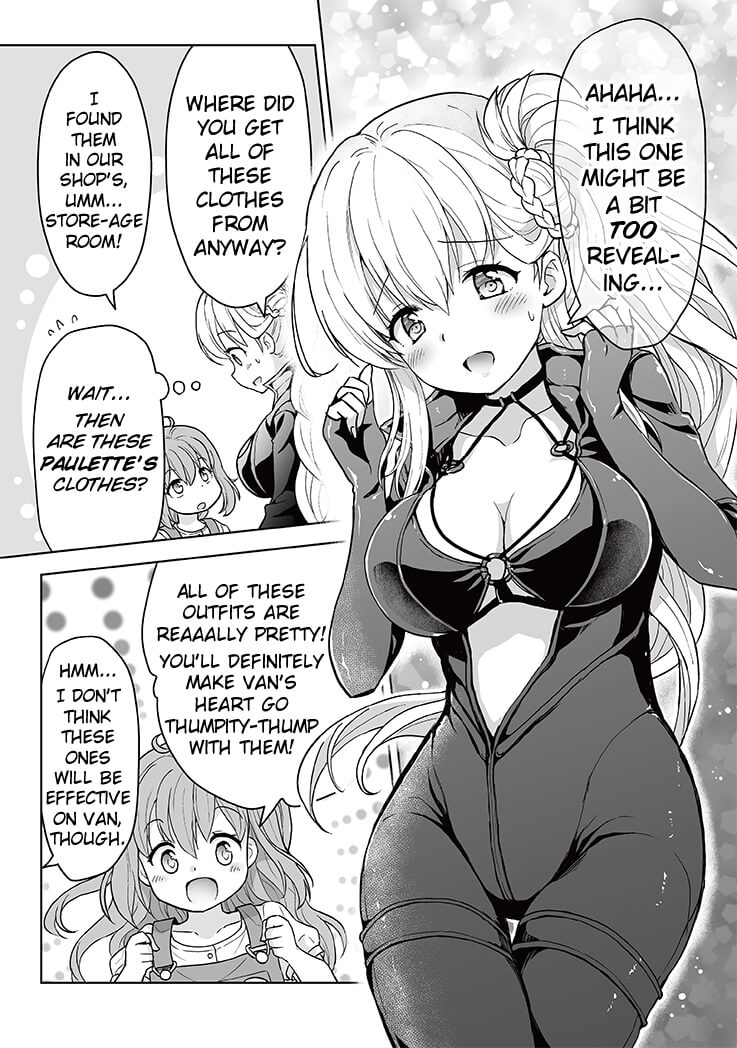 AHAHA...
I THINK
THIS ONE
MIGHT BE
A BIT
TOO
REVEAL-
ING...
WHERE DID
YOU GET
ALL OF
THESE
CLOTHES
FROM
ANYWAY?
I
FOUND
THEM
IN OUR
SHOP'S,
UMM...
STORE-AGE
ROOM!
WAIT...
THEN
ARE THESE
PAULETTE'S
CLOTHES?
ALL OF THESE
OUTFITS ARE
REAAALLY PRETTY!
YOU'LL DEFINITELY
MAKE VAN'S
HEART GO
THUMPITY-THUMP
WITH THEM!
HMM...
I DON'T
THINK
THESE
ONES
WILL BE
EFFECTIVE
ON VAN,
THOUGH.